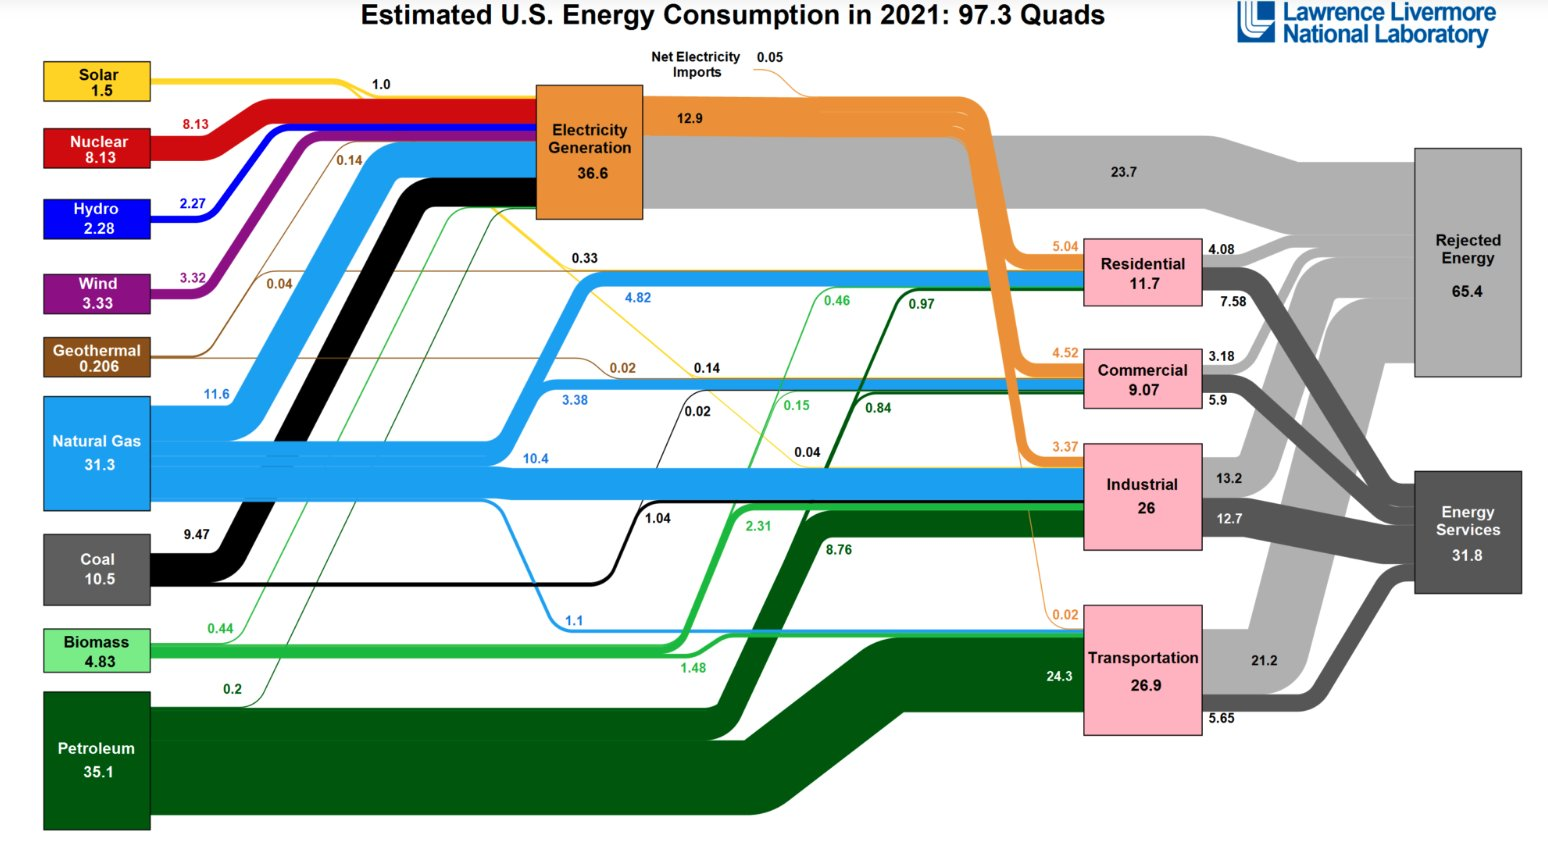 Estimated U.S. Energy Consumption in 2021: 97.3 Quads
Lawrence Livermore
National Laboratory
Net Electricity
Imports
0.05
Solar
1.5
1.0
8.13
Nuclear
8.13
0.14
Electricity
Generation
36.6
12.9
23.7
2.27
Hydro
2.28
3.32
Wind
3.33
0.04
0.33
4.82
0.46
0.97
5.04
Residential
11.7
4.08
7.58
Rejected
Energy
65.4
Geothermal
0.206
0.02
0.14
3.38
0.02
0.15
0.84
4.52
Commercial
9.07
3.18
5.9
11.6
Natural Gas
31.3
10.4
0.04
3.37
Industrial
26
13.2
12.7
9.47
Coal
10.5
1.04
2.31
8.76
Energy
Services
31.8
0.44
Biomass
4.83
1.1
1.48
0.02
Transportation
26.9
24.3
21.2
5.65
0.2
Petroleum
35.1